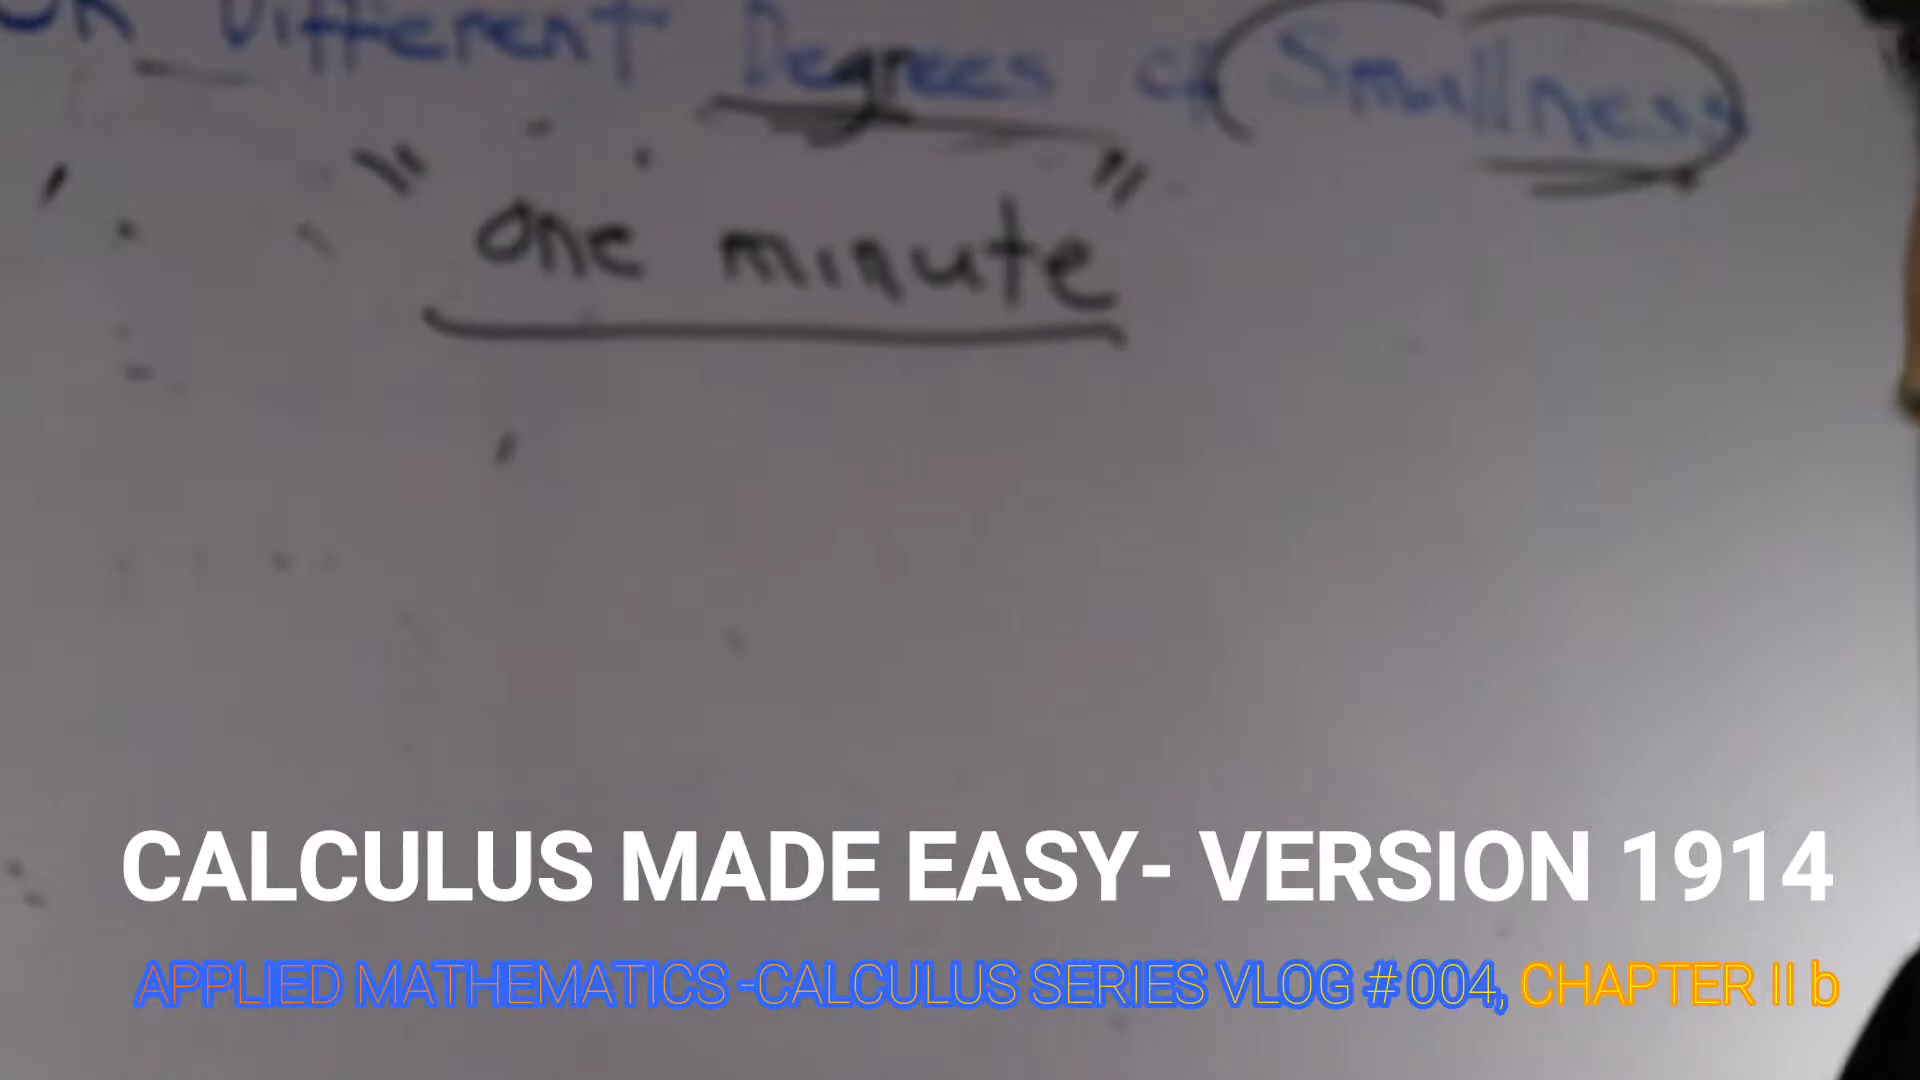 On Different Degrees of Smallness
"one minute"
CALCULUS MADE EASY- VERSION 1914
APPLIED MATHEMATICS -CALCULUS SERIES VLOG # 004, CHAPTER II b